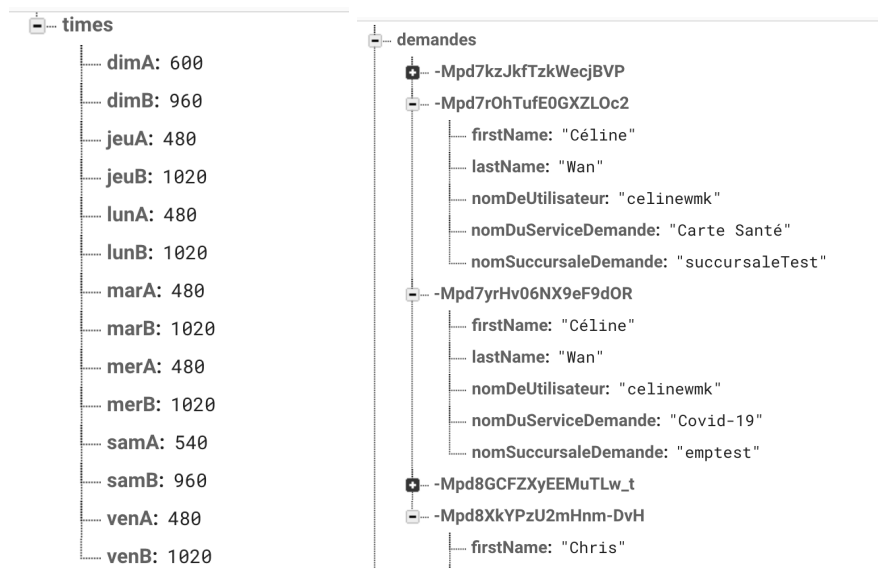 times
dimA: 600
dimB: 960
jeuA: 480
jeuB: 1020
lunA: 480
lunB: 1020
marA: 480
marB: 1020
merA: 480
merB: 1020
samA: 540
samB: 960
venA: 480
venB: 1020
demandes
-Mpd7kzJkfTzkWecjBVP
-Mpd7rOhTufE0GXZLOc2
firstName: "Céline"
lastName: "Wan"
nomDeUtilisateur: "celinewmk"
nomDuServiceDemande: "Carte Santé"
nomSuccursaleDemande: "succursaleTest"
-Mpd7yrHv06NX9eF9dOR
firstName: "Céline"
lastName: "Wan"
nomDeUtilisateur: "celinewmk"
nomDuServiceDemande: "Covid-19"
nomSuccursaleDemande: "emptest"
-Mpd8GCFZXyEEMuTLw_t
-Mpd8XkYPzU2mHnm-DvH
firstName: "Chris"